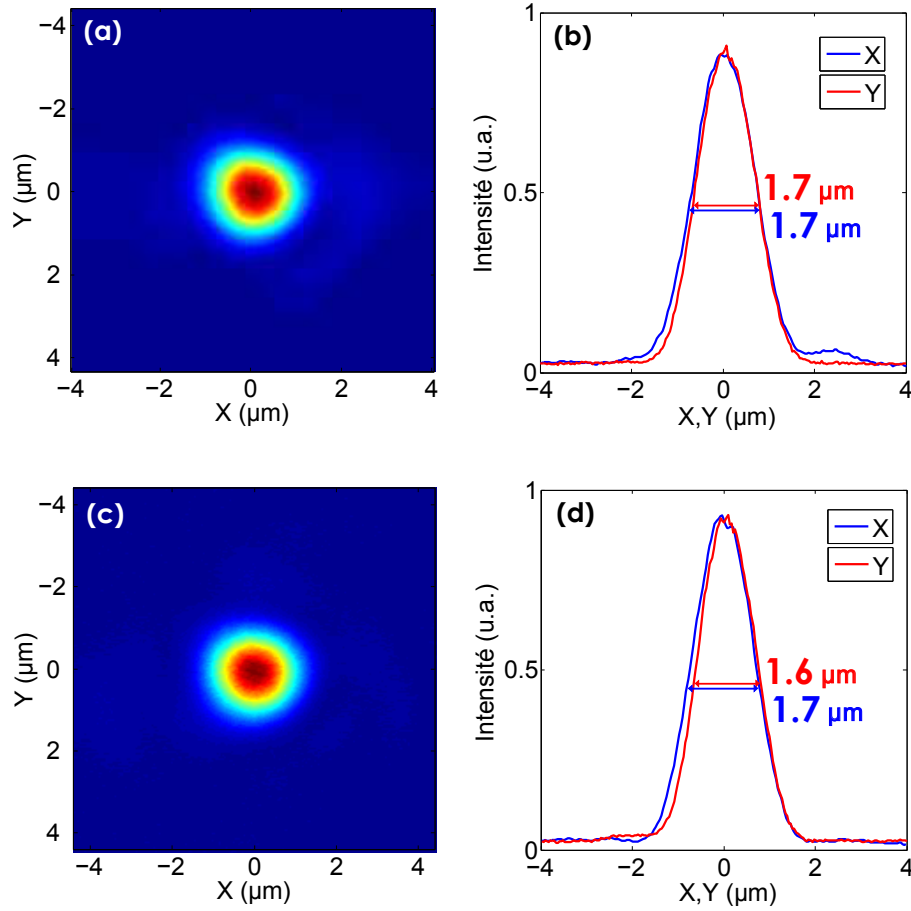 (a)
−4
−2
0
2
4
Y (µm)
−4 −2 0 2 4
X (µm)
(b)
1
0.5
0
Intensité (u.a.)
X
Y
1.7 µm
1.7 µm
−4 −2 0 2 4
X,Y (µm)
(c)
−4
−2
0
2
4
Y (µm)
−4 −2 0 2 4
X (µm)
(d)
1
0.5
0
Intensité (u.a.)
X
Y
1.6 µm
1.7 µm
−4 −2 0 2 4
X,Y (µm)